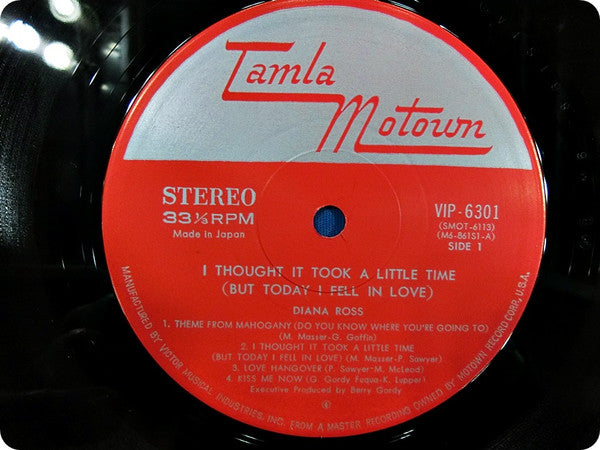 Tamla
Motown
STEREO
33⅓RPM
Made in Japan
VIP-6301
(SMOT-6113)
(M6-861S1-A)
SIDE 1
I THOUGHT IT TOOK A LITTLE TIME
(BUT TODAY I FELL IN LOVE)
DIANA ROSS
1. THEME FROM MAHOGANY (DO YOU KNOW WHERE YOU'RE GOING TO)
(M. Masser-G. Goffin)
2. I THOUGHT IT TOOK A LITTLE TIME
(BUT TODAY I FELL IN LOVE) (M. Masser-P. Sawyer)
3. LOVE HANGOVER (P. Sawyer-M. McLeod)
4. KISS ME NOW (G. Gordy Fuqua-K. Lupper)
Executive Produced by Berry Gordy
MANUFACTURED BY VICTOR MUSICAL INDUSTRIES, INC. FROM A MASTER RECORDING OWNED BY MOTOWN RECORD CORP., U.S.A.